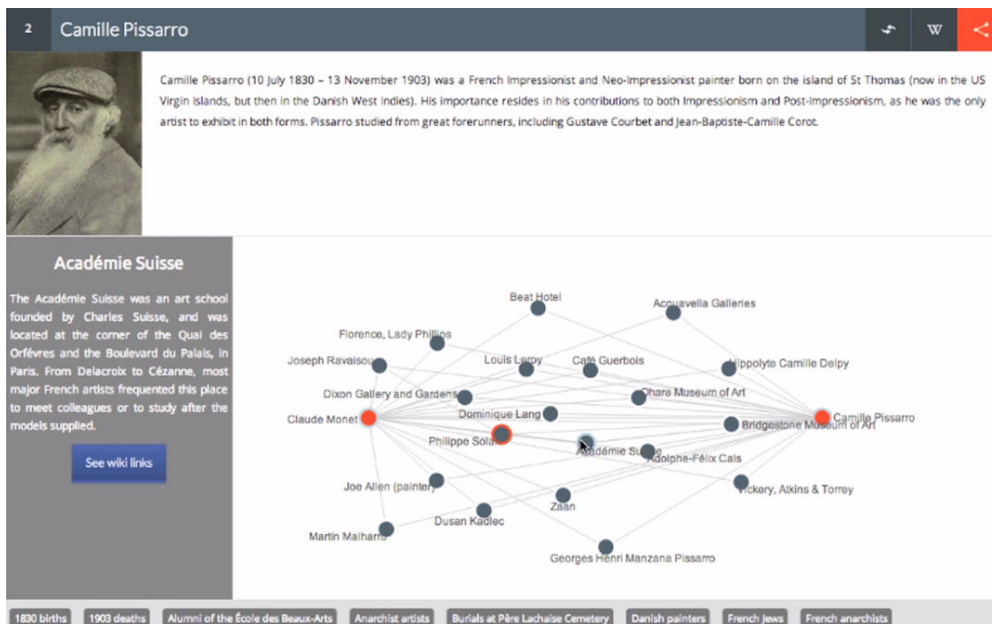 2 Camille Pissarro W
Camille Pissarro (10 July 1830 – 13 November 1903) was a French Impressionist and Neo-Impressionist painter born on the island of St Thomas (now in the US
Virgin Islands, but then in the Danish West Indies). His importance resides in his contributions to both Impressionism and Post-Impressionism, as he was the only
artist to exhibit in both forms. Pissarro studied from great forerunners, including Gustave Courbet and Jean-Baptiste-Camille Corot.
Académie Suisse
The Académie Suisse was an art school
founded by Charles Suisse, and was
located at the corner of the Quai des
Orfévres and the Boulevard du Palais, in
Paris. From Delacroix to Cézanne, most
major French artists frequented this place
to meet colleagues or to study after the
models supplied.
See wiki links
Beat Hotel
Acquavella Galleries
Florence, Lady Phillips
Joseph Ravaisou
Louis Leroy
Café Guerbois
Hippolyte Camille Delpy
Dixon Gallery and Gardens
Ohara Museum of Art
Claude Monet
Dominique Lang
Camille Pissarro
Bridgestone Museum of Art
Philippe Solari
Académie Suisse
Adolphe-Félix Cals
Joe Allen (painter)
Vickery, Atkins & Torrey
Zaan
Dusan Kadlec
Martín Malharro
Georges Henri Manzana Pissarro
1830 births 1903 deaths Alumni of the École des Beaux-Arts Anarchist artists Burials at Père Lachaise Cemetery Danish painters French Jews French anarchists